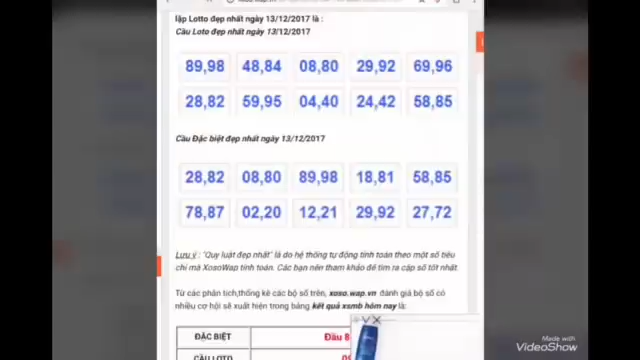 lập Lotto đẹp nhất ngày 13/12/2017 là :
Cầu Loto đẹp nhất ngày 13/12/2017
89,98 48,84 08,80 29,92 69,96
28,82 59,95 04,40 24,42 58,85
Cầu Đặc biệt đẹp nhất ngày 13/12/2017
28,82 08,80 89,98 18,81 58,85
78,87 02,20 12,21 29,92 27,72
Lưu ý : "Quy luật đẹp nhất" là do hệ thống tự động tính toán theo một số tiêu
chí mà XosoWap tính toán. Các bạn nên tham khảo để tìm ra cặp số tốt nhất
Từ các phân tích,thống kê các bộ số trên, xoso.wap.vn đánh giá bộ số có
nhiều cơ hội sẽ xuất hiện trong bảng kết quả xsmb hôm nay là:
ĐẶC BIỆT Đầu 8
CẦU LOTO
Made with
VideoShow